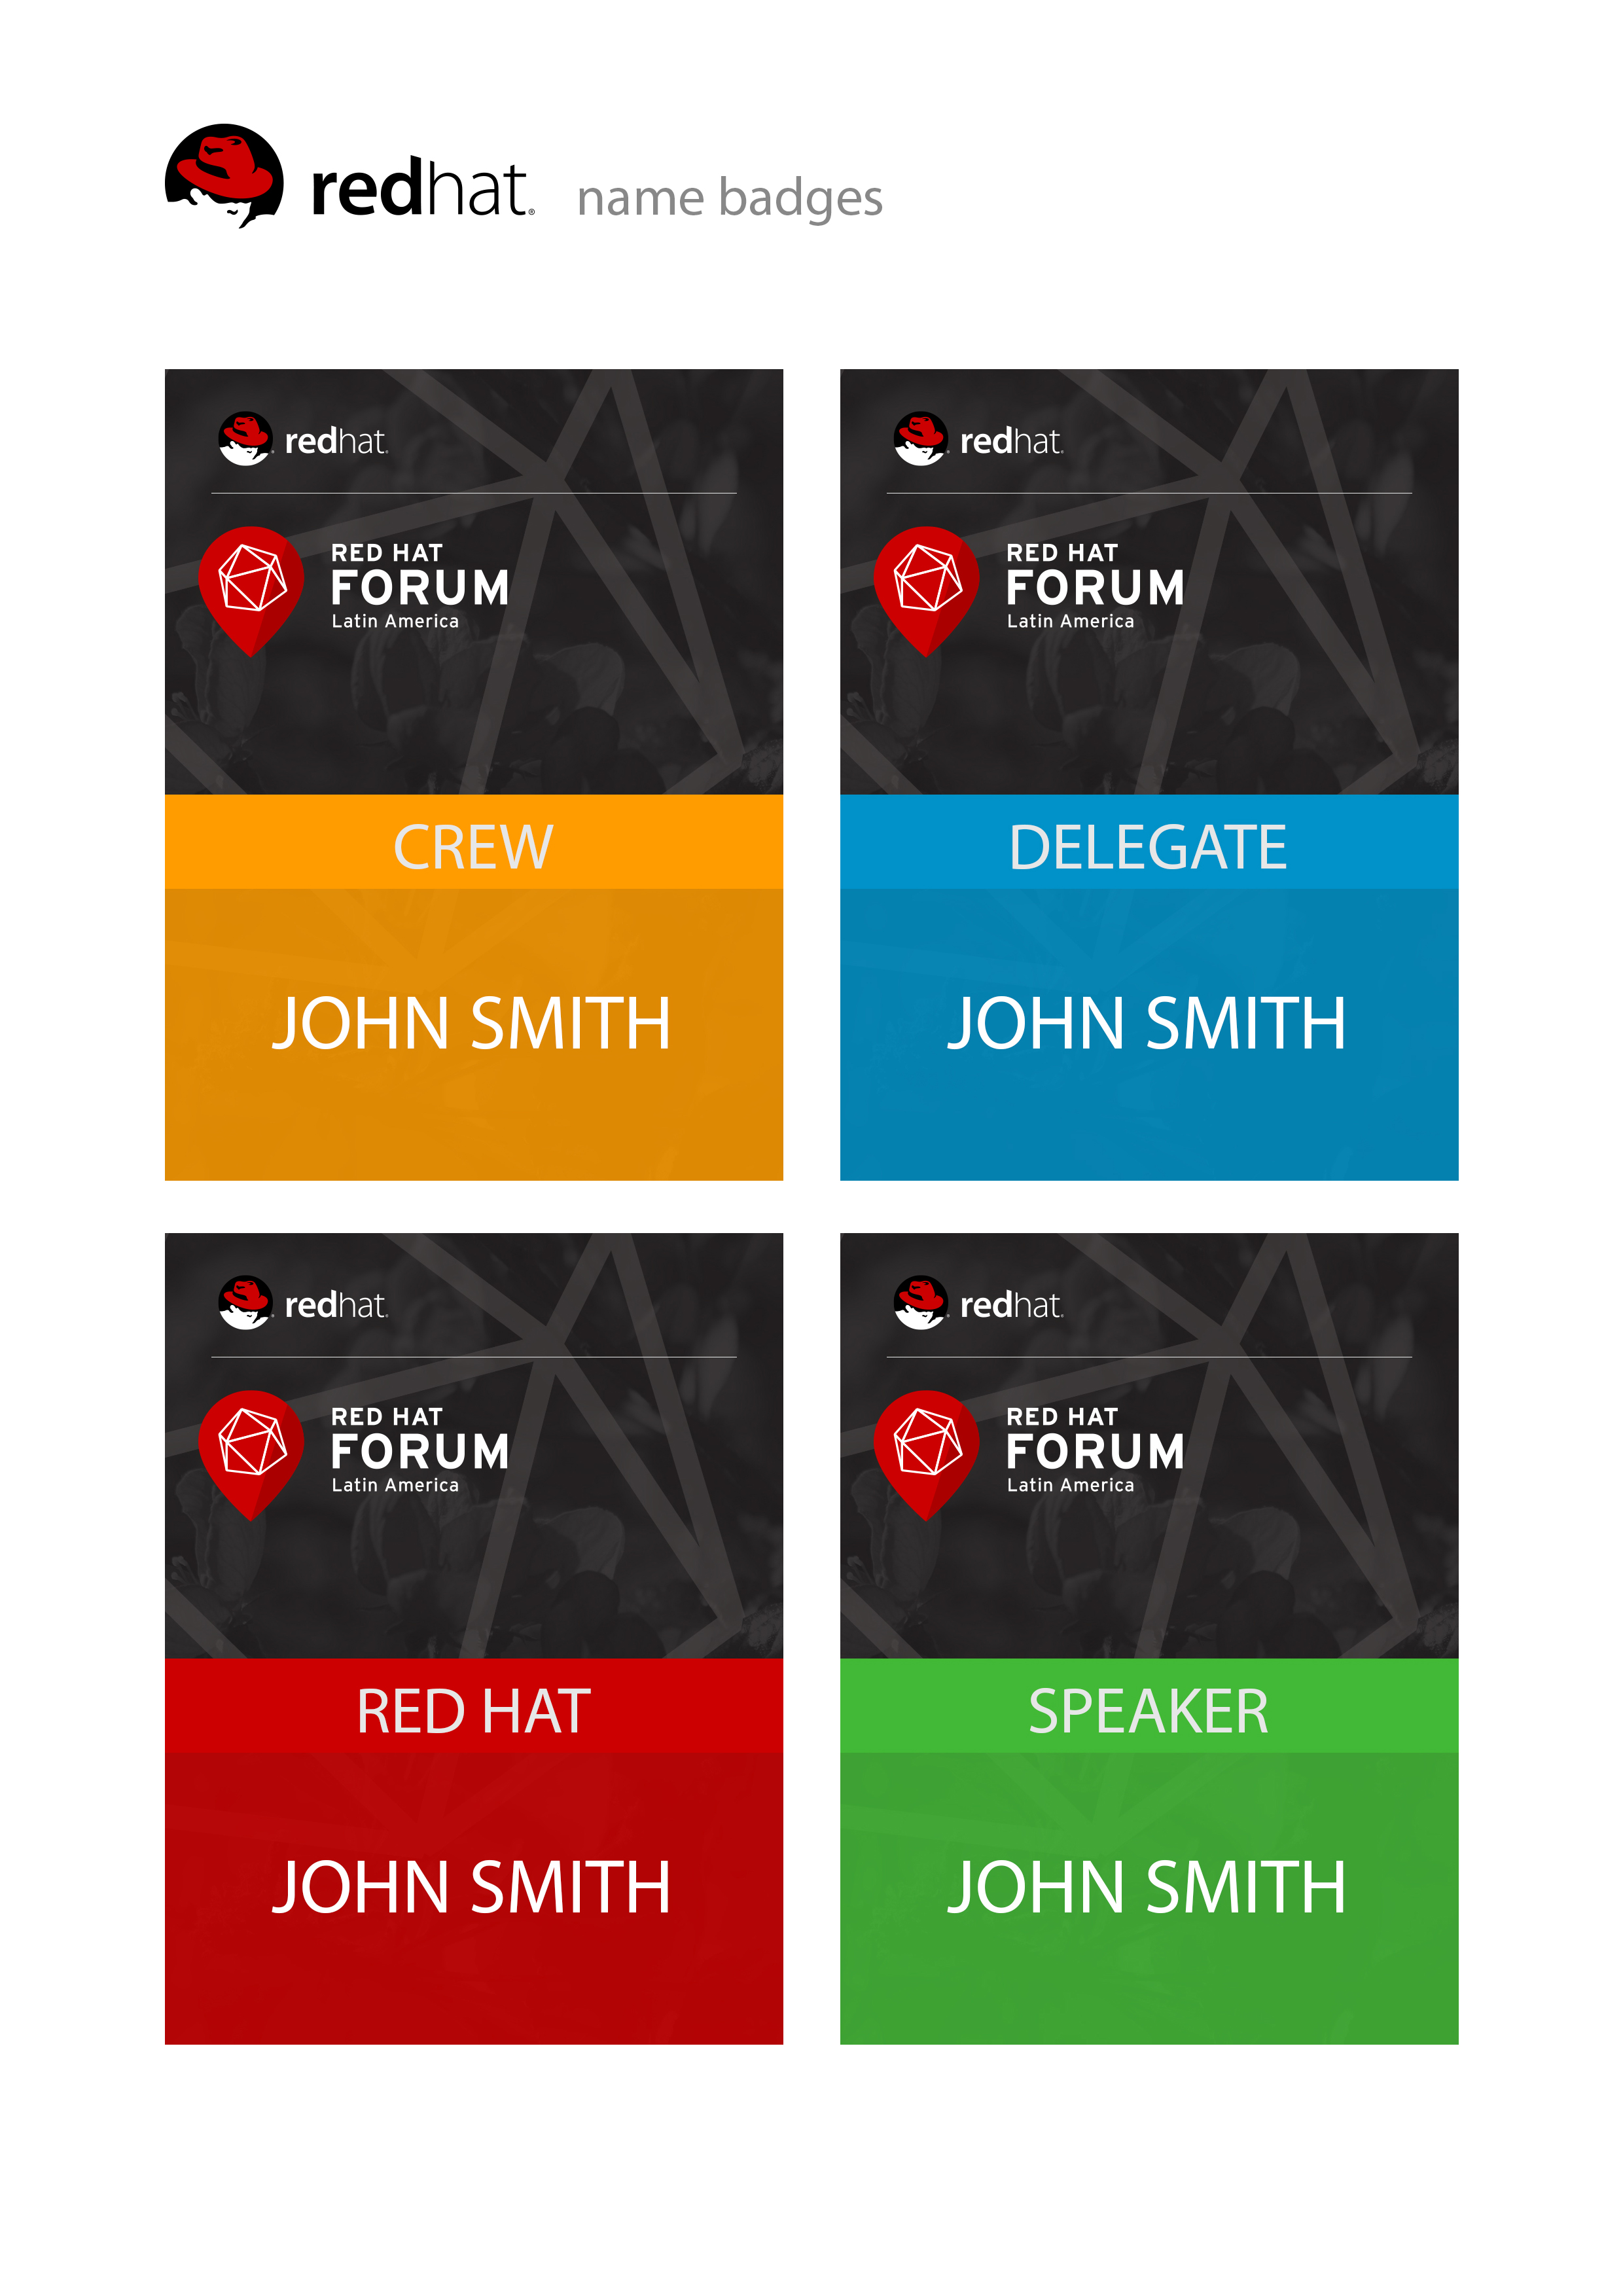 redhat® name badges
redhat®
RED HAT
FORUM
Latin America
CREW
JOHN SMITH
redhat®
RED HAT
FORUM
Latin America
DELEGATE
JOHN SMITH
redhat®
RED HAT
FORUM
Latin America
RED HAT
JOHN SMITH
redhat®
RED HAT
FORUM
Latin America
SPEAKER
JOHN SMITH